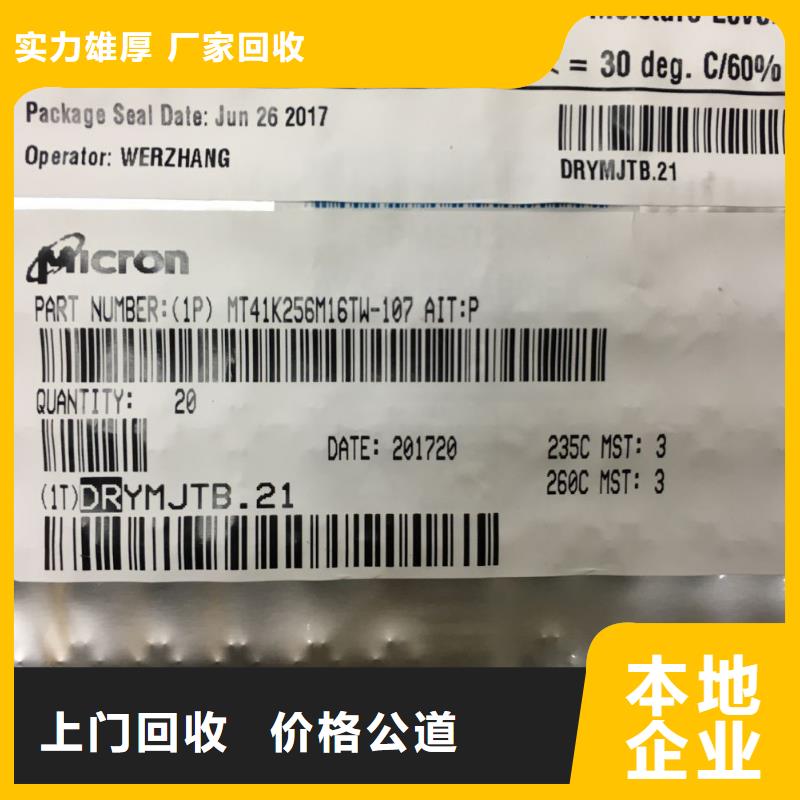 实力雄厚 厂家回收
= 30 deg. C/60%
Package Seal Date: Jun 26 2017
Operator: WERZHANG
DRYMJTB.21
Micron
PART NUMBER:(1P) MT41K256M16TW-107 AIT:P
QUANTITY: 20
DATE: 201720
235C MST: 3
260C MST: 3
(1T)DRYMJTB.21
上门回收 价格公道
本地
企业